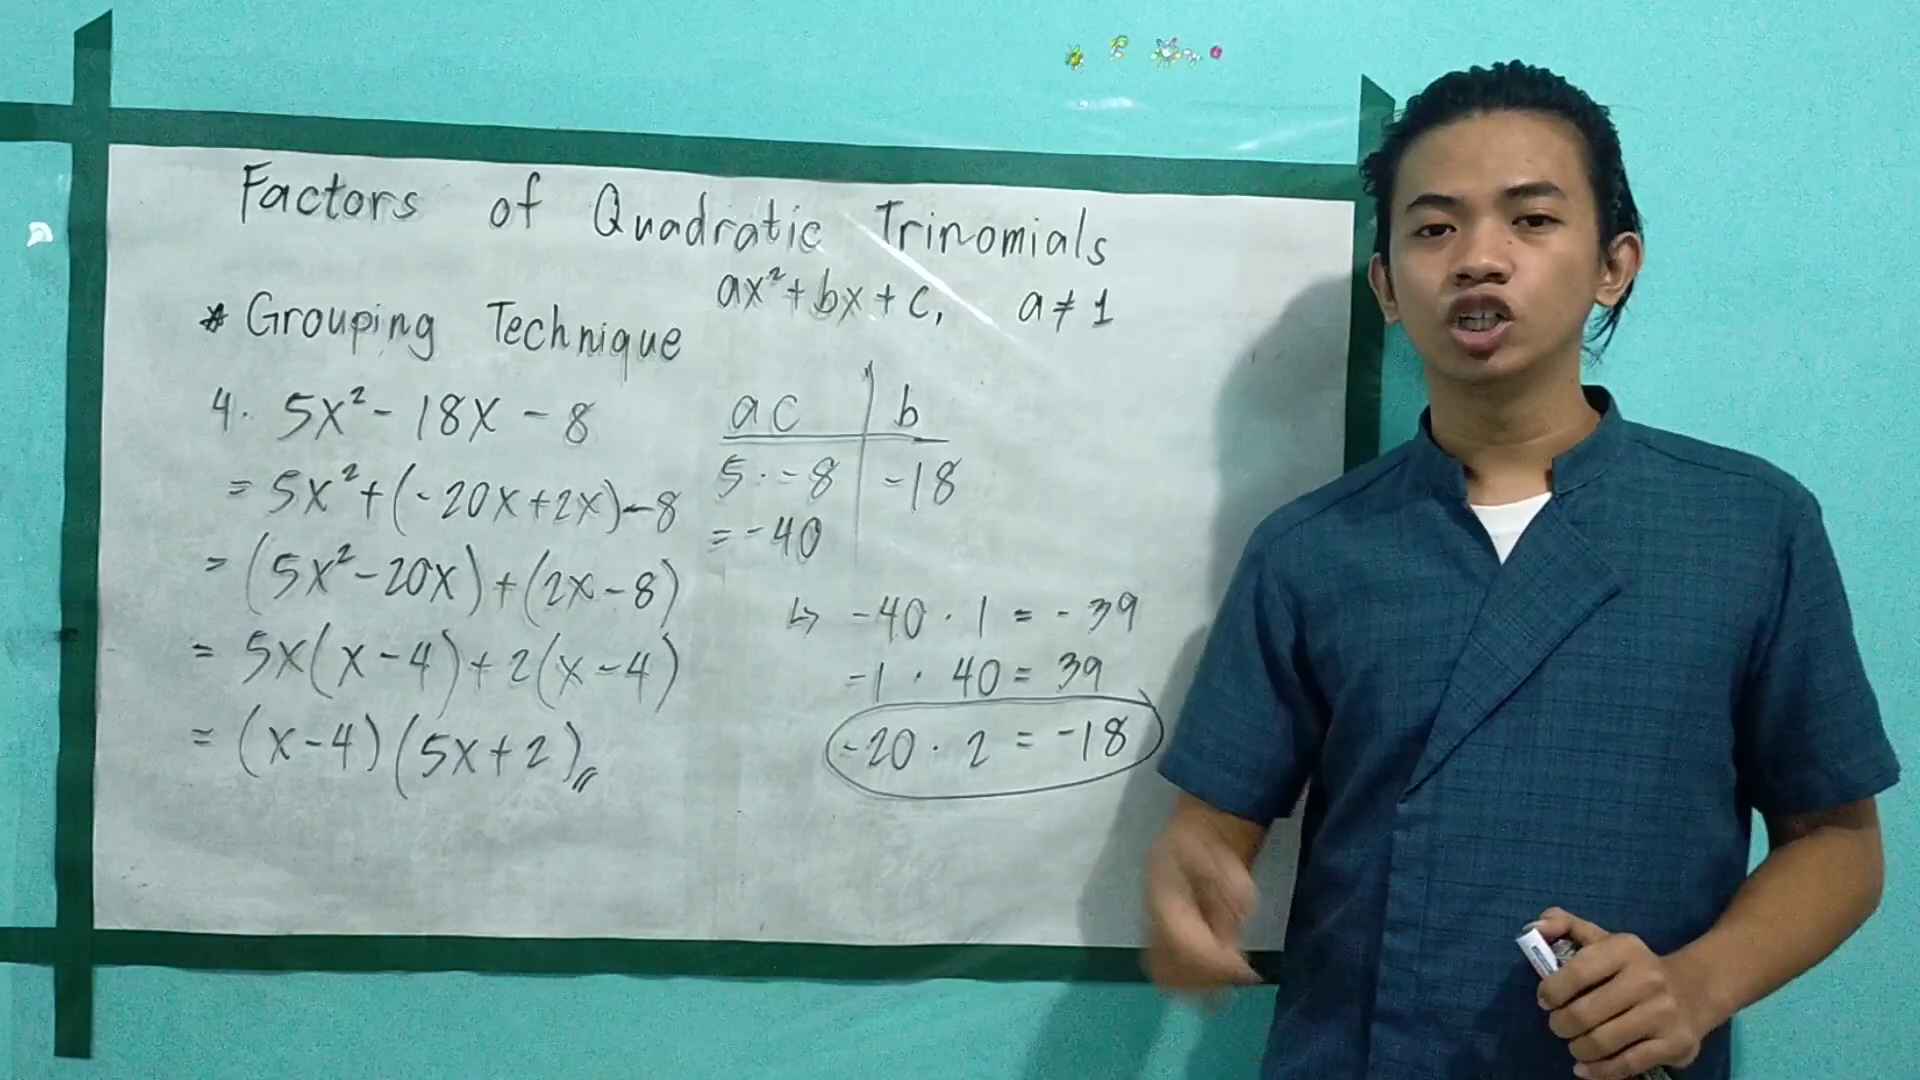 Factors of Quadratic Trinomials
ax²+bx+c, a≠1
* Grouping Technique
4. 5x²-18x-8
= 5x²+(-20x+2x)-8
= (5x²-20x)+(2x-8)
= 5x(x-4)+2(x-4)
= (x-4)(5x+2)
ac b
5·-8 -18
=-40
↳ -40·1=-39
-1·40=39
-20·2=-18